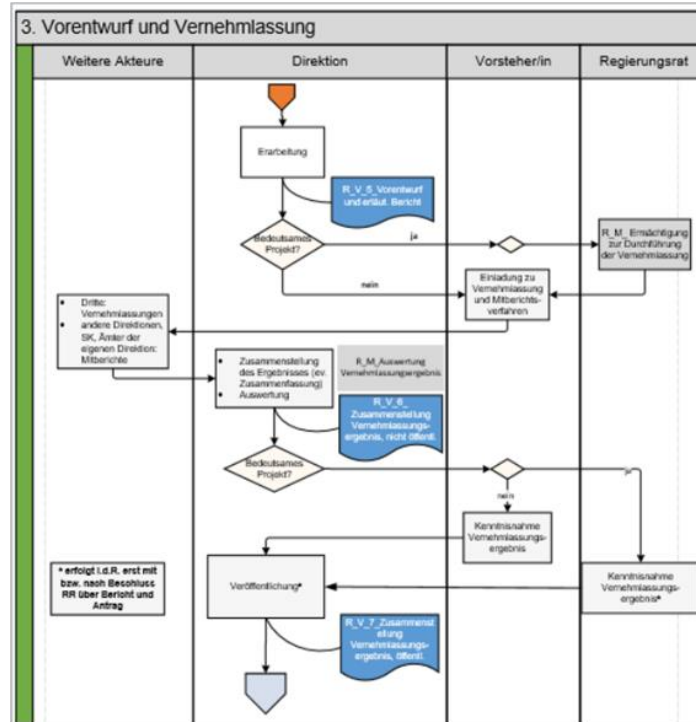 3. Vorentwurf und Vernehmlassung
Weitere Akteure
Direktion
Vorsteher/in
Regierungsrat
Erarbeitung
R_V_5_Vorentwurf
und erläut. Bericht
Bedeutsames
Projekt?
ja
nein
R_M_ Ermächtigung
zur Durchführung
der Vernehmlassung
Einladung zu
Vernehmlassung
und Mitberichts-
verfahren
• Dritte:
Vernehmlassungen
• andere Direktionen,
SK, Ämter der
eigenen Direktion:
Mitberichte
• Zusammenstellung
des Ergebnisses (ev.
Zusammenfassung)
• Auswertung
R_M_Auswertung
Vernehmlassungsergebnis
R_V_6_
Zusammenstellung
Vernehmlassungs-
ergebnis, nicht öffentl.
Bedeutsames
Projekt?
nein
ja
Kenntnisnahme
Vernehmlassungs-
ergebnis
* erfolgt i.d.R. erst mit
bzw. nach Beschluss
RR über Bericht und
Antrag
Veröffentlichung*
Kenntnisnahme
Vernehmlassungs-
ergebnis*
R_V_7_Zusammenst
ellung
Vernehmlassungs-
ergebnis, öffentl.